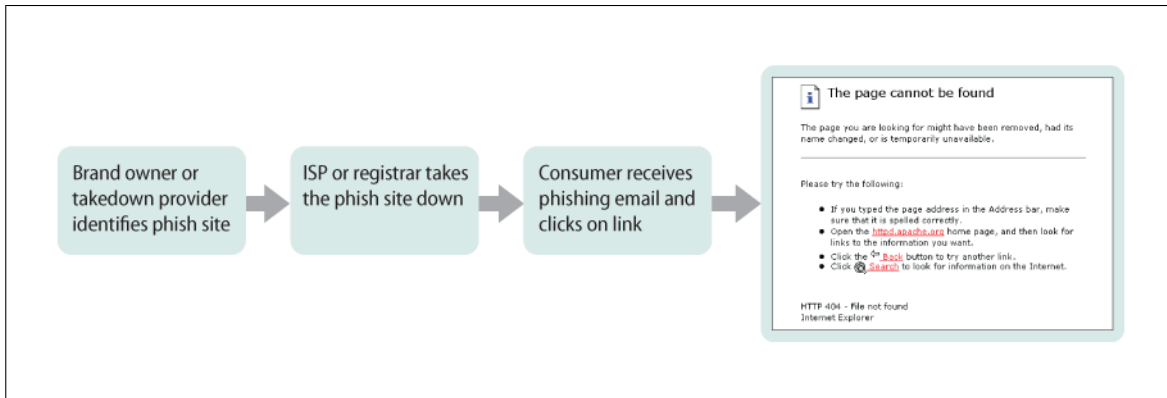 Brand owner or
takedown provider
identifies phish site
ISP or registrar takes
the phish site down
Consumer receives
phishing email and
clicks on link
The page cannot be found
The page you are looking for might have been removed, had its
name changed, or is temporarily unavailable.
Please try the following:
● If you typed the page address in the Address bar, make
sure that it is spelled correctly.
● Open the httpd.apache.org home page, and then look for
links to the information you want.
● Click the Back button to try another link.
● Click Search to look for information on the Internet.
HTTP 404 - File not found
Internet Explorer